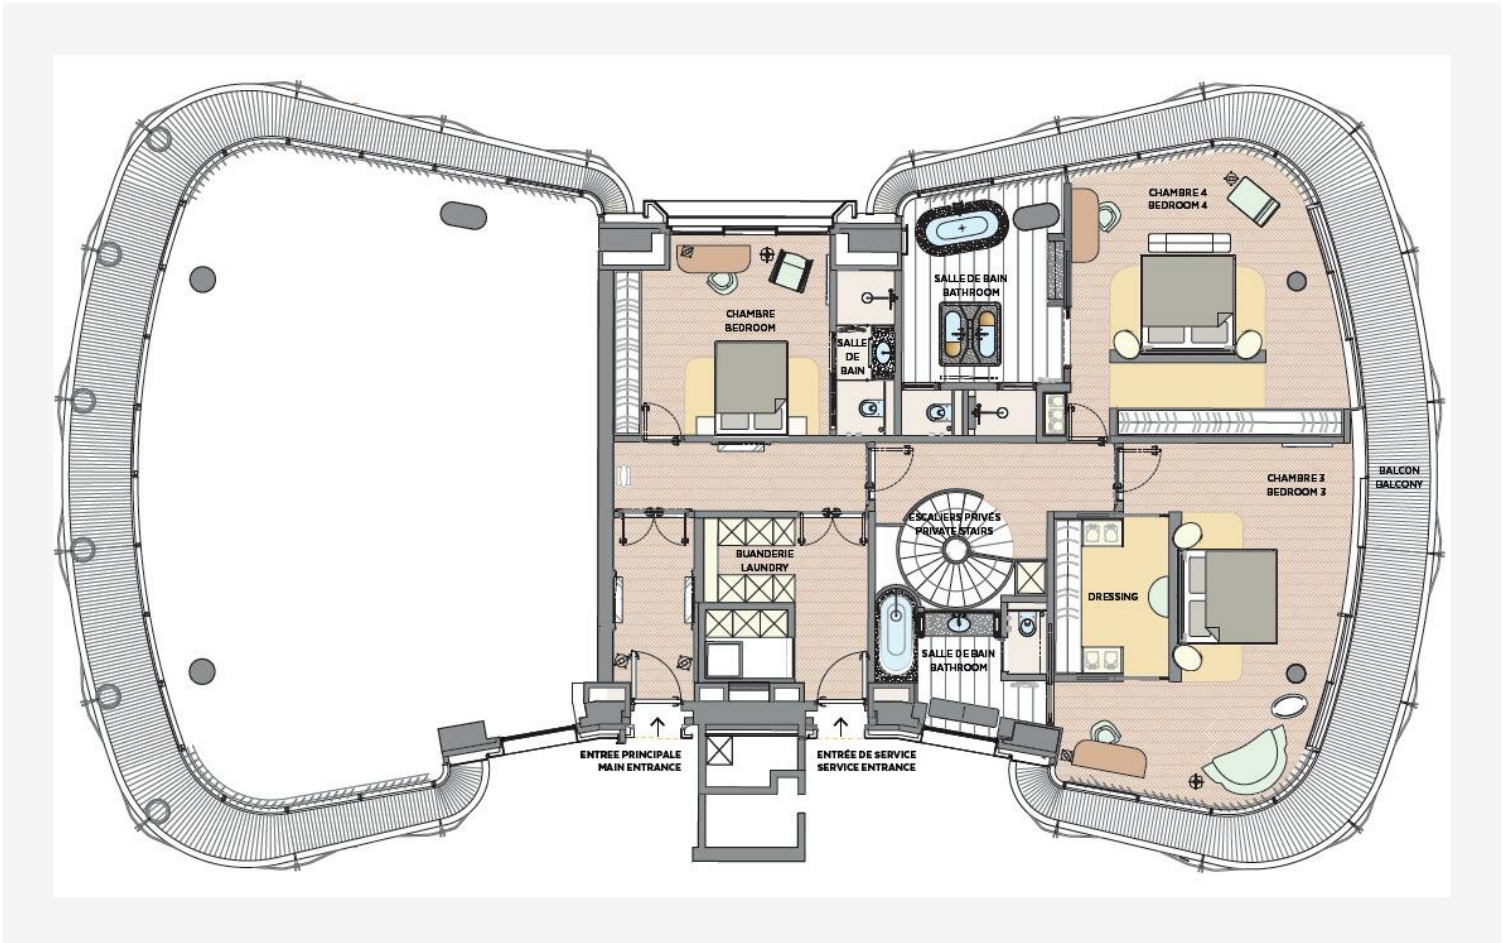 CHAMBRE 4
BEDROOM 4
SALLE DE BAIN
BATHROOM
CHAMBRE
BEDROOM
SALLE
DE
BAIN
BALCON
BALCONY
CHAMBRE 3
BEDROOM 3
ESCALIERS PRIVÉS
PRIVATE STAIRS
BUANDERIE
LAUNDRY
DRESSING
SALLE DE BAIN
BATHROOM
ENTREE PRINCIPALE
MAIN ENTRANCE
ENTRÉE DE SERVICE
SERVICE ENTRANCE